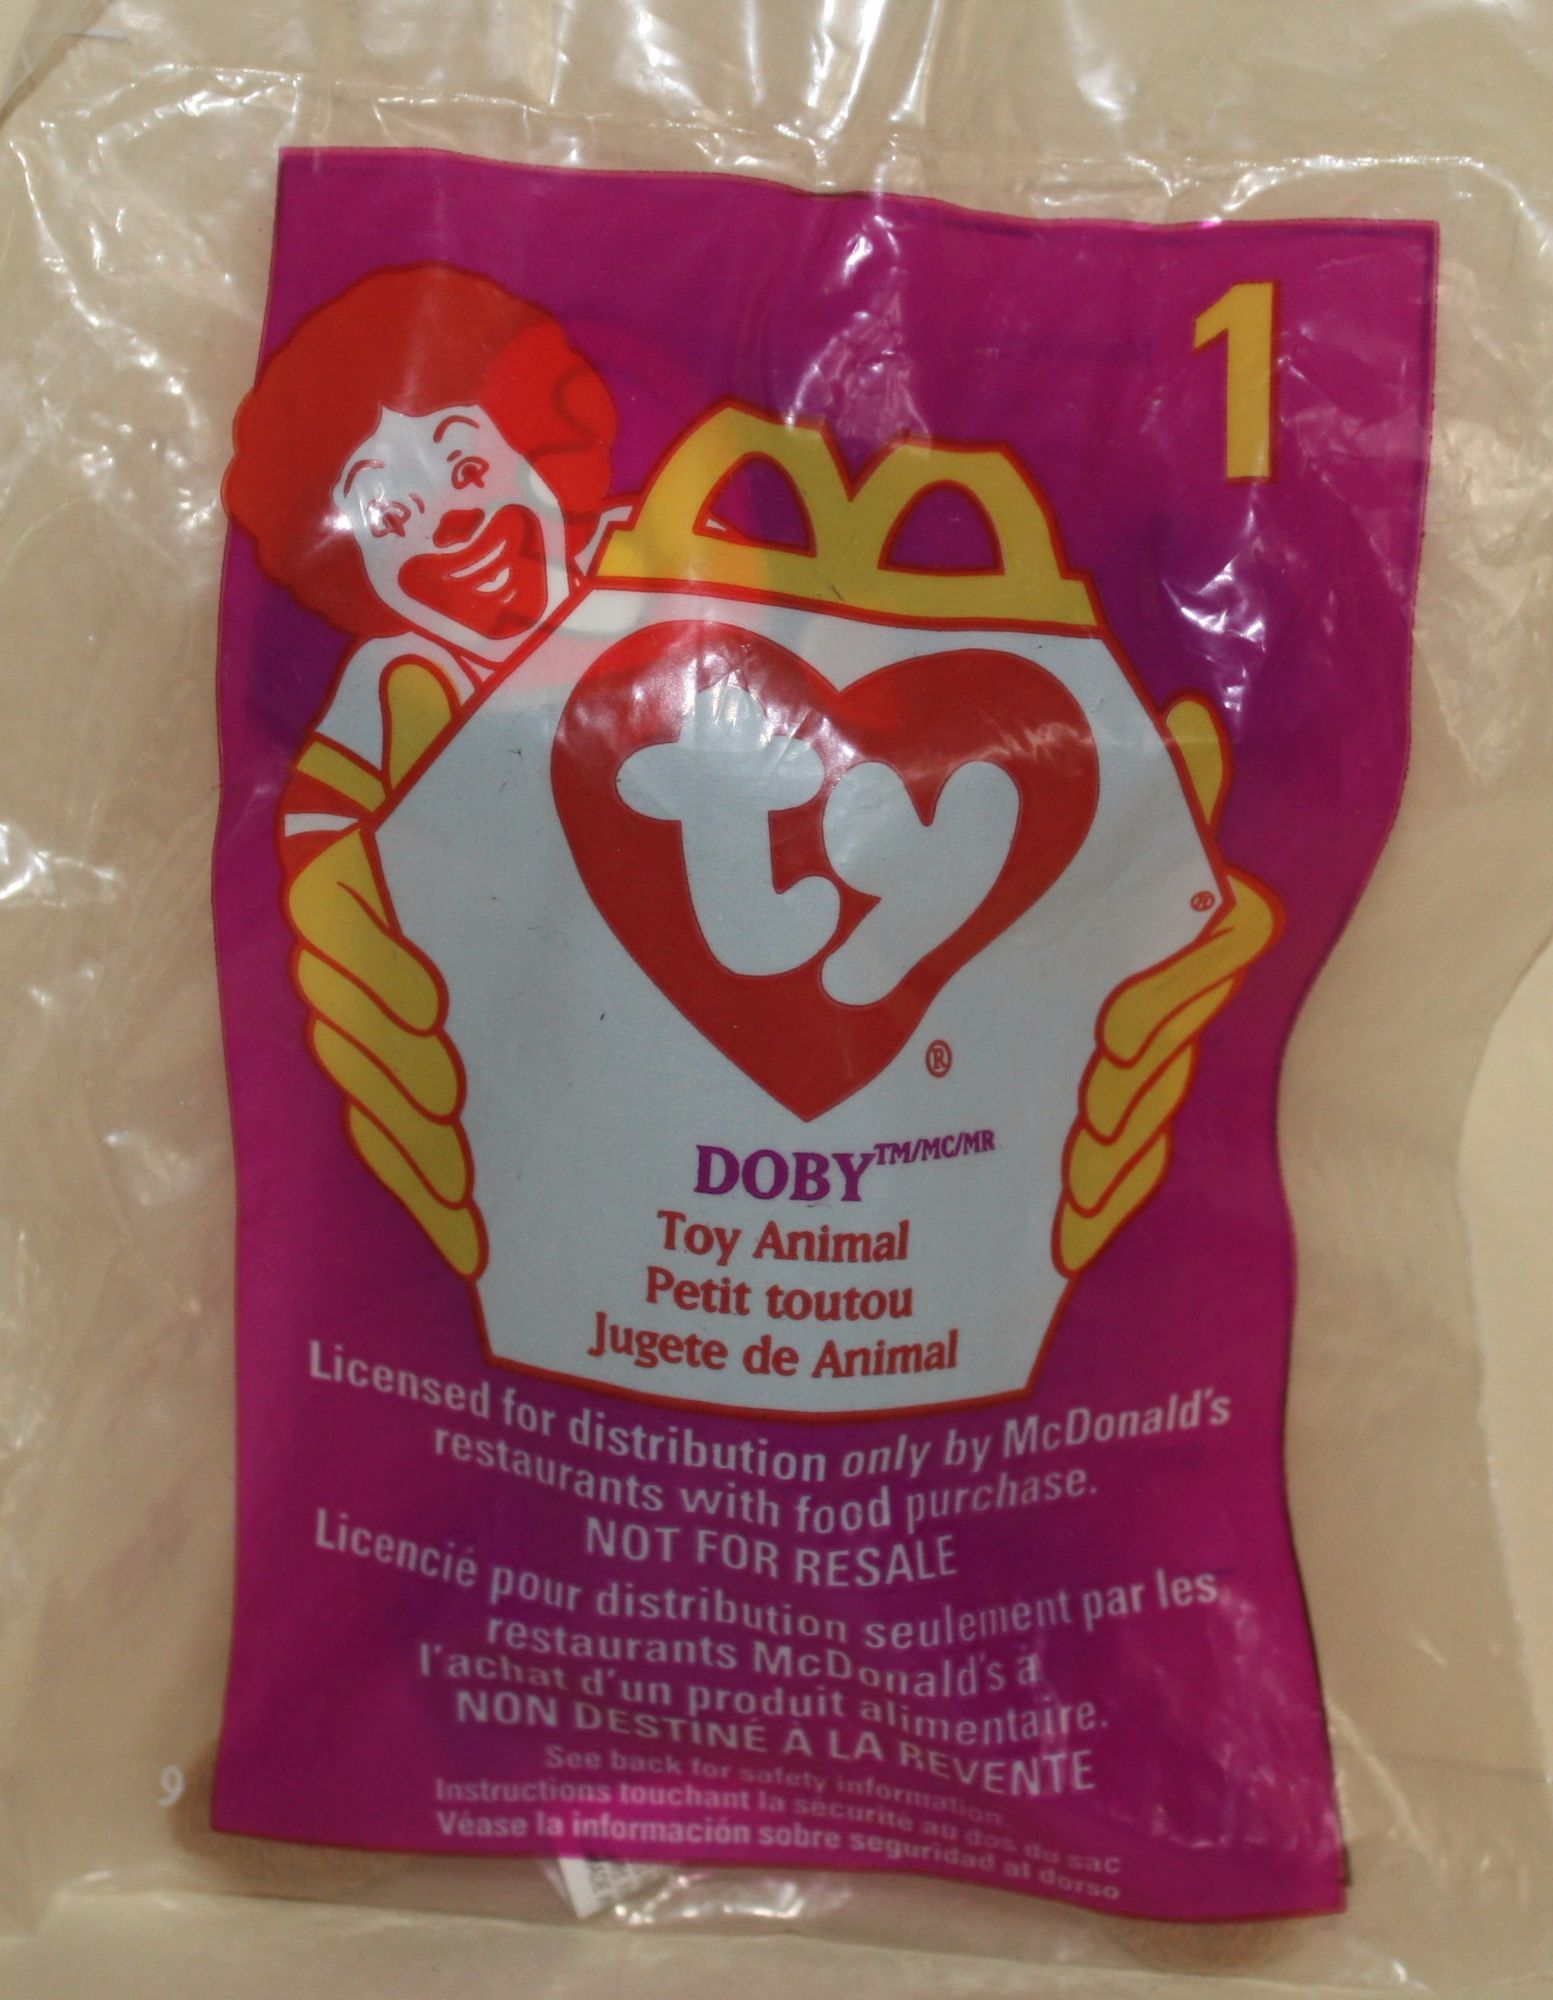 1
ty
®
®
DOBY™/MC/MR
Toy Animal
Petit toutou
Jugete de Animal
Licensed for distribution only by McDonald's
restaurants with food purchase.
NOT FOR RESALE
Licencié pour distribution seulement par les
restaurants McDonald's à
l'achat d'un produit alimentaire.
NON DESTINÉ À LA REVENTE
See back for safety information.
Instructions touchant la sécurité au dos du sac
Véase la información sobre seguridad al dorso
9